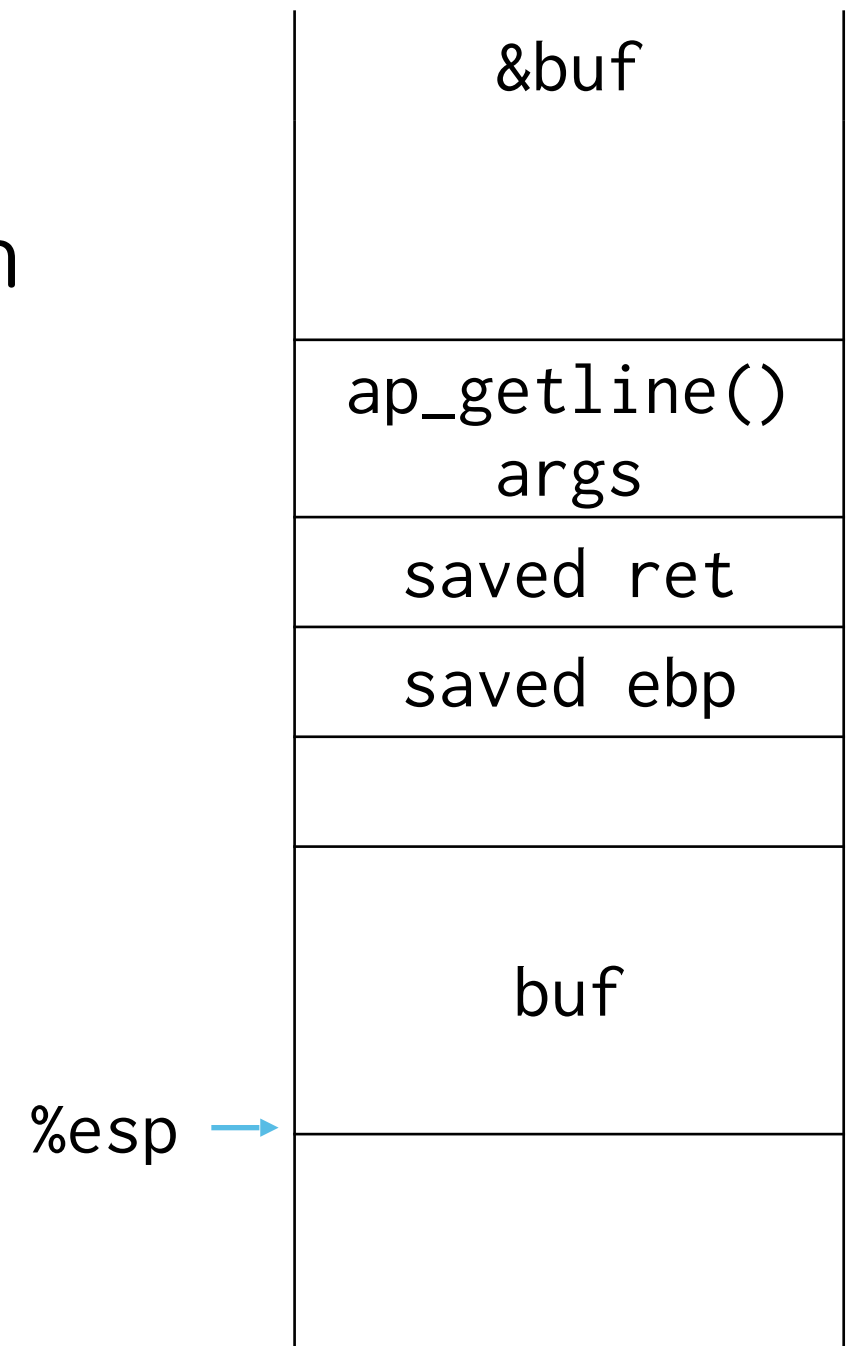 &buf
n
ap_getline()
args
saved ret
saved ebp
buf
%esp